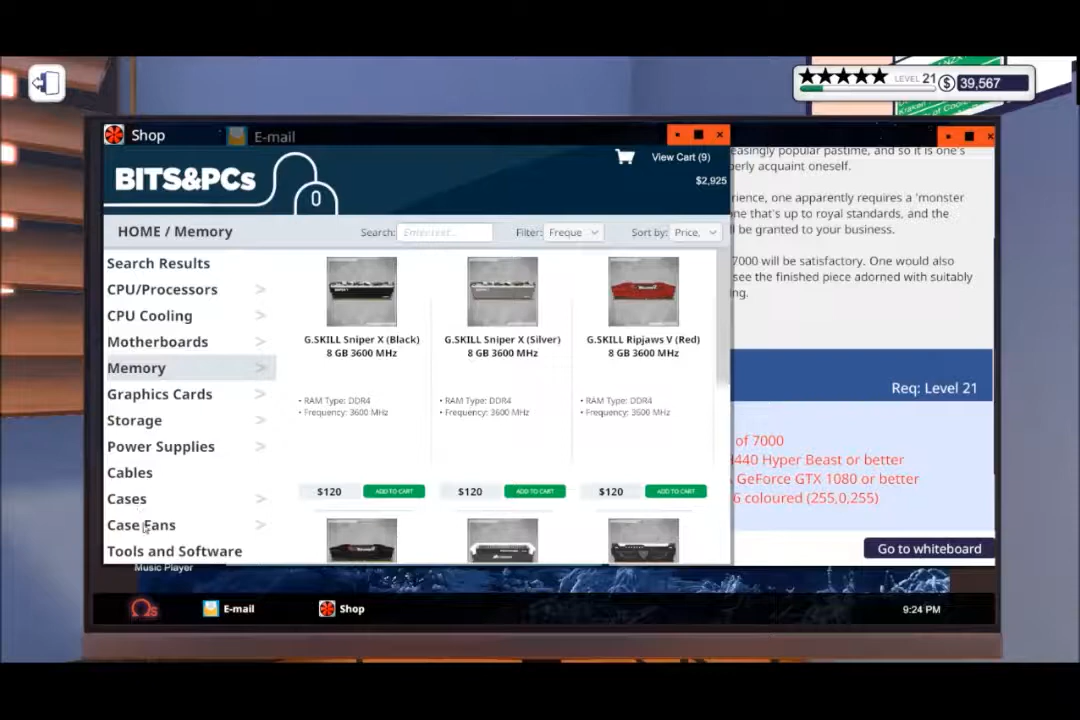 LEVEL 21 $ 39,567
Shop
E-mail
BITS&PCs
View Cart (9)
$2,925
HOME / Memory
Search: Enter text...
Filter: Freque
Sort by: Price,
Search Results
CPU/Processors
CPU Cooling
Motherboards
Memory
Graphics Cards
Storage
Power Supplies
Cables
Cases
Case Fans
Tools and Software
G.SKILL Sniper X (Black)
8 GB 3600 MHz
• RAM Type: DDR4
• Frequency: 3600 MHz
$120 ADD TO CART
G.SKILL Sniper X (Silver)
8 GB 3600 MHz
• RAM Type: DDR4
• Frequency: 3600 MHz
$120 ADD TO CART
G.SKILL Ripjaws V (Red)
8 GB 3600 MHz
• RAM Type: DDR4
• Frequency: 3600 MHz
$120 ADD TO CART
easingly popular pastime, and so it is one's
erly acquaint oneself.
rience, one apparently requires a 'monster
ne that's up to royal standards, and the
l be granted to your business.
7000 will be satisfactory. One would also
see the finished piece adorned with suitably
ng.
Req: Level 21
of 7000
440 Hyper Beast or better
GeForce GTX 1080 or better
6 coloured (255,0,255)
Go to whiteboard
Music Player
E-mail
Shop
9:24 PM